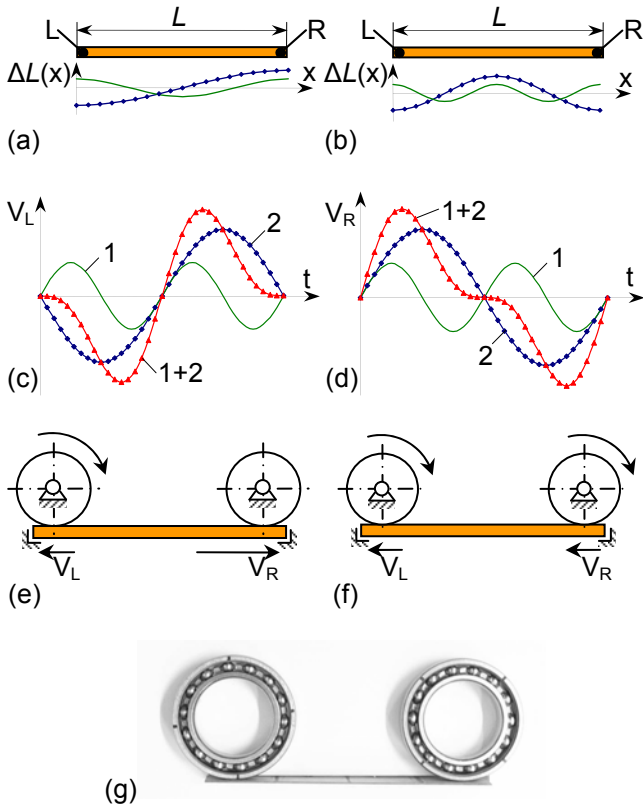 L L R
L L R
ΔL(x) x
ΔL(x) x
(a)
(b)
V_L 1 2 t
1+2
(c)
V_R 1+2 1 t
2
(d)
V_L V_R
(e)
V_L V_R
(f)
(g)